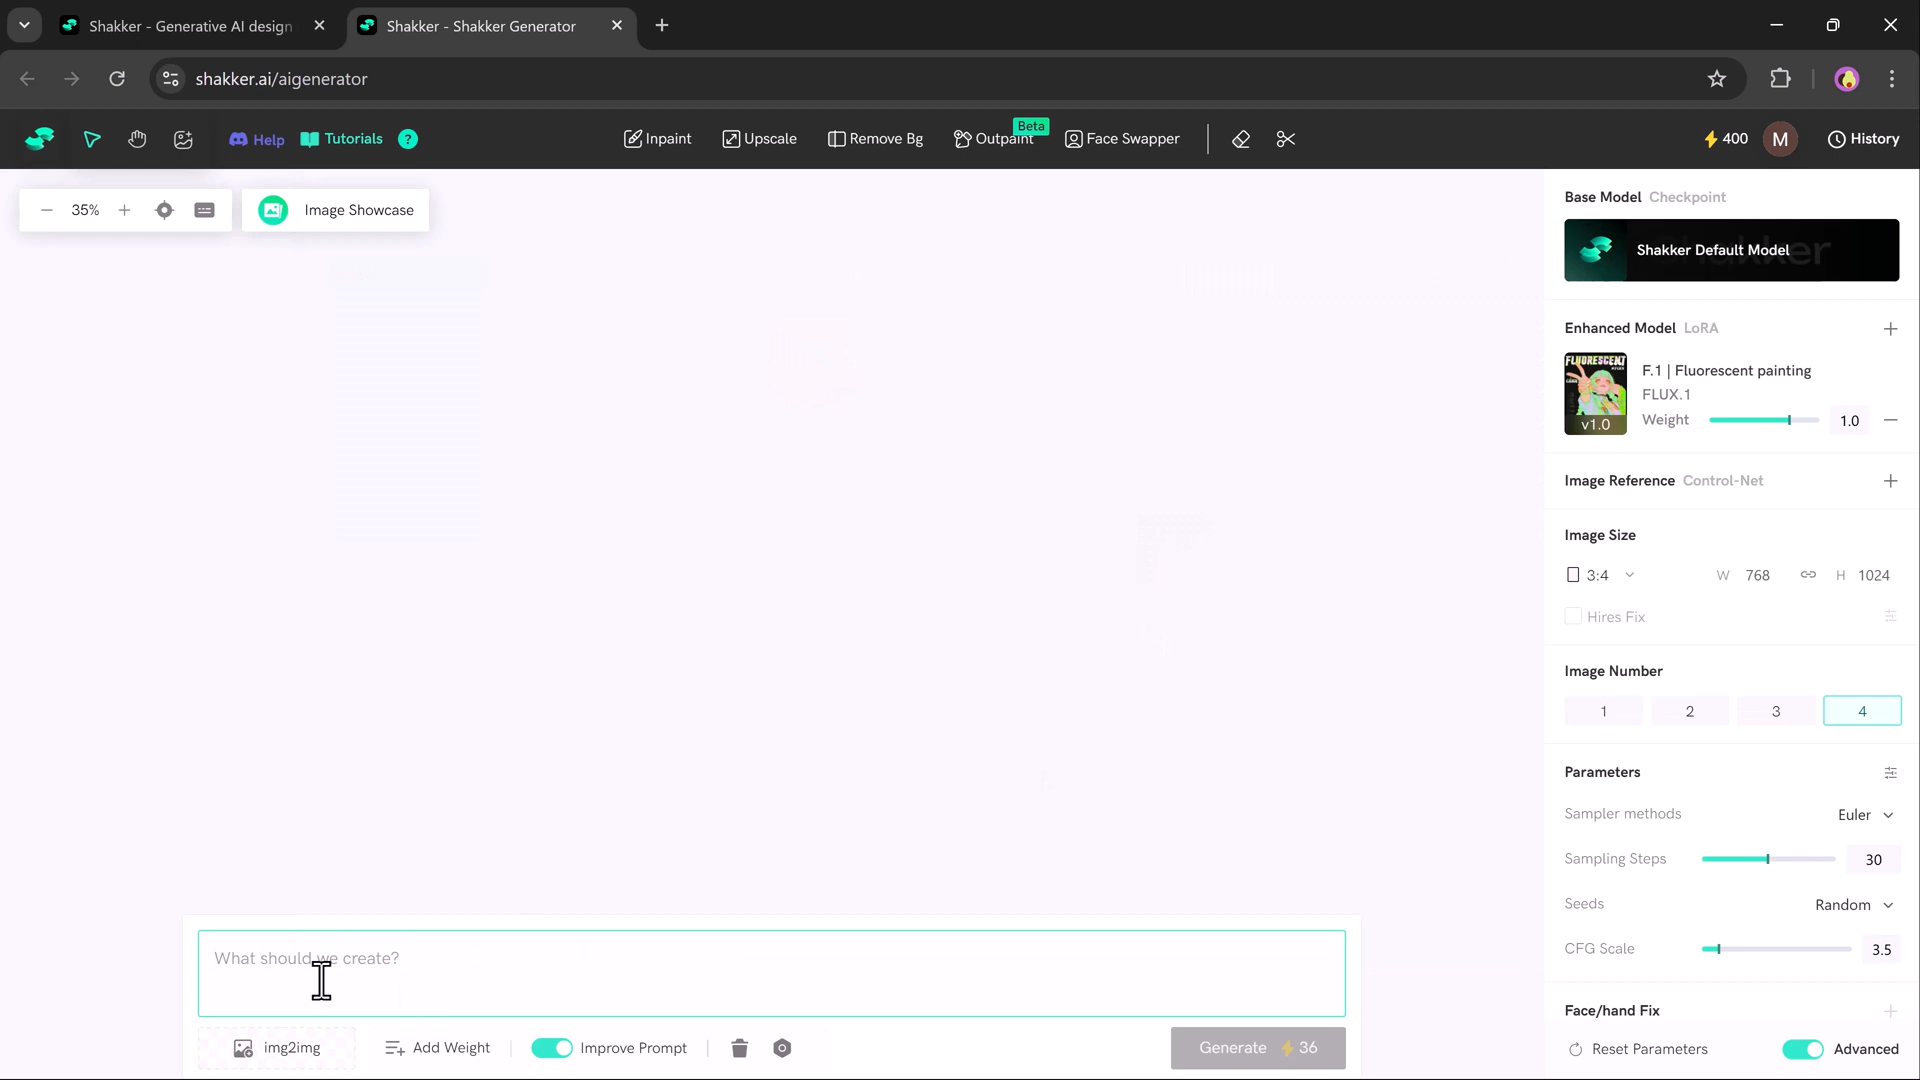 Shakker - Generative AI design
Shakker - Shakker Generator
shakker.ai/aigenerator
Help
Tutorials
?
Inpaint
Upscale
Remove Bg
Outpaint
Beta
Face Swapper
400
M
History
35%
Image Showcase
Base Model Checkpoint
Shakker Default Model
Enhanced Model LoRA
FLUORESCENT
v1.0
F.1 | Fluorescent painting
FLUX.1
Weight
1.0
Image Reference Control-Net
Image Size
3:4
W 768
H 1024
Hires Fix
Image Number
1 2 3 4
Parameters
Sampler methods Euler
Sampling Steps 30
Seeds Random
CFG Scale 3.5
Face/hand Fix
Reset Parameters
Advanced
What should we create?
img2img
Add Weight
Improve Prompt
Generate 36